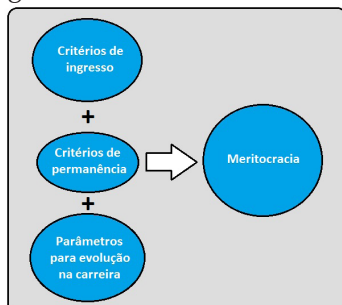 Critérios de
ingresso
+
Critérios de
permanência
+
Parâmetros
para evolução
na carreira
Meritocracia